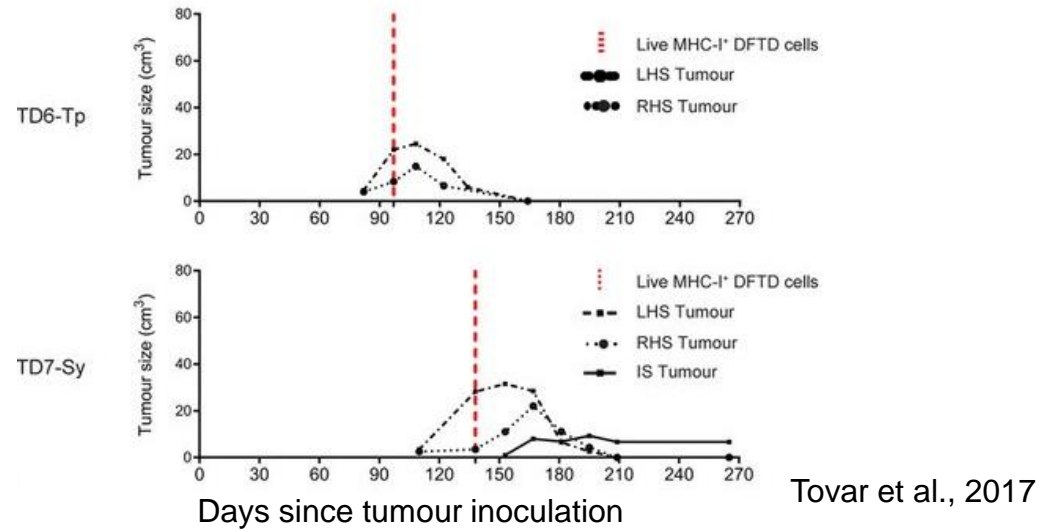 80
60
40
20
0
Tumour size (cm³)
TD6-Tp
Live MHC-I⁺ DFTD cells
LHS Tumour
RHS Tumour
0 30 60 90 120 150 180 210 240 270
80
60
40
20
0
Tumour size (cm³)
TD7-Sy
Live MHC-I⁺ DFTD cells
LHS Tumour
RHS Tumour
IS Tumour
0 30 60 90 120 150 180 210 240 270
Days since tumour inoculation
Tovar et al., 2017